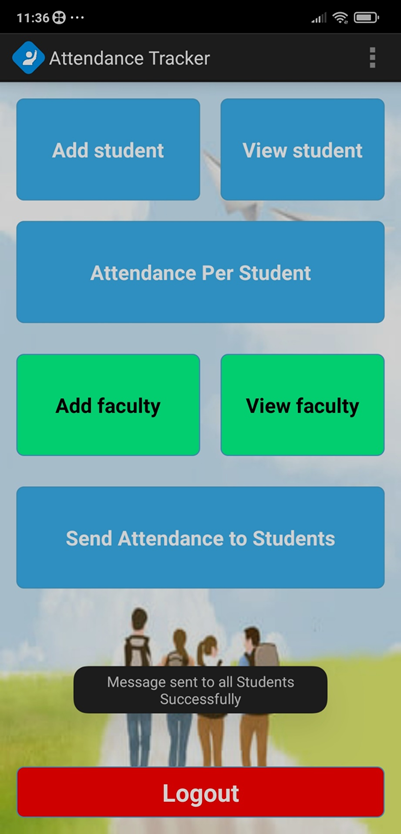 11:36
Attendance Tracker
Add student
View student
Attendance Per Student
Add faculty
View faculty
Send Attendance to Students
Message sent to all Students
Successfully
Logout